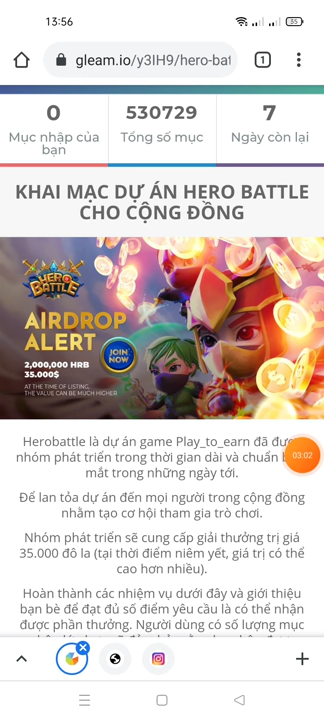 13:56
35
gleam.io/y3IH9/hero-bat
1
0
530729
7
Mục nhập của
bạn
Tổng số mục
Ngày còn lại
KHAI MẠC DỰ ÁN HERO BATTLE
CHO CỘNG ĐỒNG
HERO
BATTLE
AIRDROP
ALERT
JOIN
NOW
2,000,000 HRB
35.000$
AT THE TIME OF LISTING,
THE VALUE CAN BE MUCH HIGHER
Herobattle là dự án game Play_to_earn đã được
nhóm phát triển trong thời gian dài và chuẩn
03:02
mắt trong những ngày tới.
Để lan tỏa dự án đến mọi người trong cộng đồng
nhằm tạo cơ hội tham gia trò chơi.
Nhóm phát triển sẽ cung cấp giải thưởng trị giá
35.000 đô la (tại thời điểm niêm yết, giá trị có thể
cao hơn nhiều).
Hoàn thành các nhiệm vụ dưới đây và giới thiệu
bạn bè để đạt đủ số điểm yêu cầu là có thể nhận
được phần thưởng. Người dùng có số lượng mục